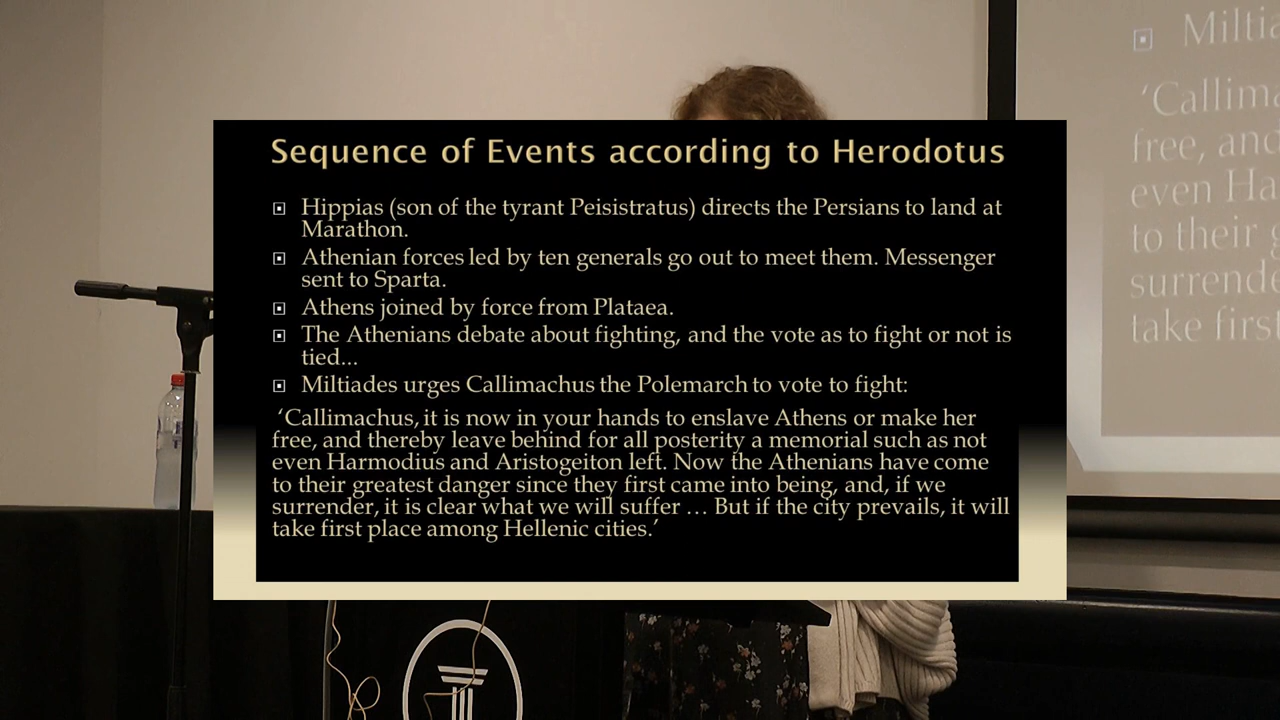 Sequence of Events according to Herodotus
Hippias (son of the tyrant Peisistratus) directs the Persians to land at
Marathon.
Athenian forces led by ten generals go out to meet them. Messenger
sent to Sparta.
Athens joined by force from Plataea.
The Athenians debate about fighting, and the vote as to fight or not is
tied...
Miltiades urges Callimachus the Polemarch to vote to fight:
‘Callimachus, it is now in your hands to enslave Athens or make her
free, and thereby leave behind for all posterity a memorial such as not
even Harmodius and Aristogeiton left. Now the Athenians have come
to their greatest danger since they first came into being, and, if we
surrender, it is clear what we will suffer … But if the city prevails, it will
take first place among Hellenic cities.’
Miltia
‘Callima
free, and
even Ha
to their g
surrende
take first